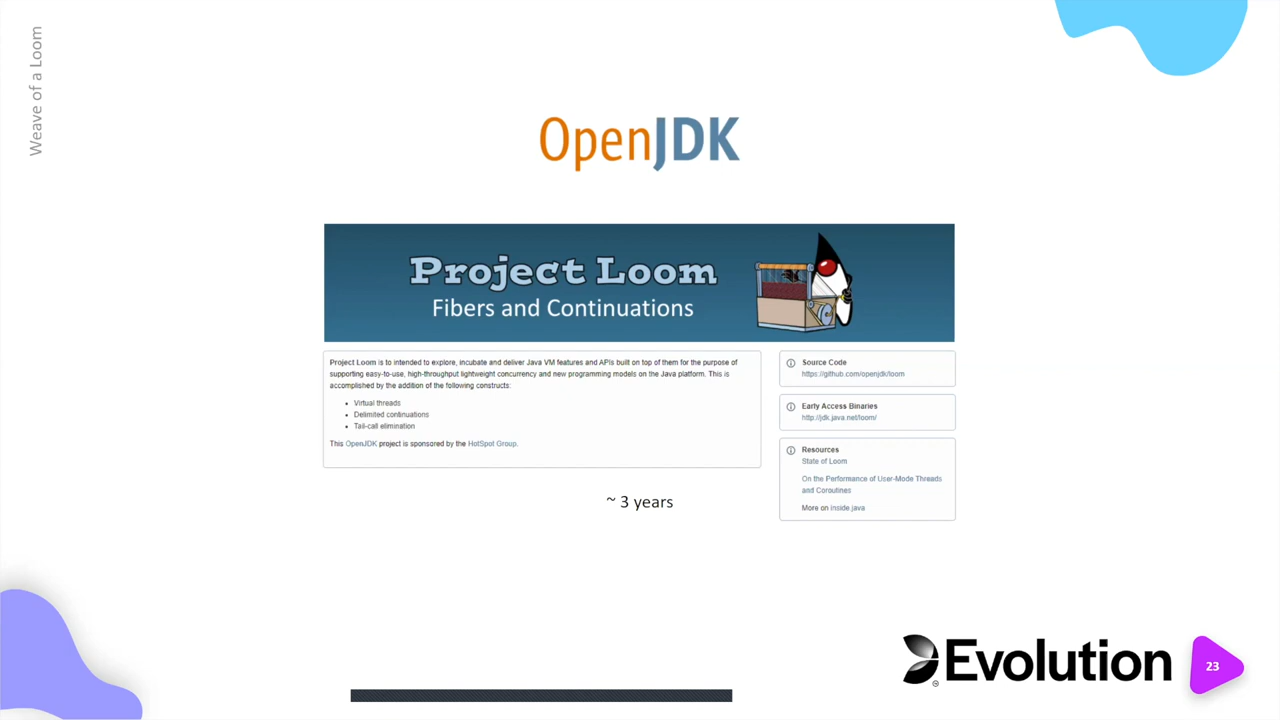 Weave of a Loom
OpenJDK
Project Loom
Fibers and Continuations
Project Loom is to intended to explore, incubate and deliver Java VM features and APIs built on top of them for the purpose of
supporting easy-to-use, high-throughput lightweight concurrency and new programming models on the Java platform. This is
accomplished by the addition of the following constructs:
• Virtual threads
• Delimited continuations
• Tail-call elimination
This OpenJDK project is sponsored by the HotSpot Group.
Source Code
https://github.com/openjdk/loom
Early Access Binaries
http://jdk.java.net/loom/
Resources
State of Loom
On the Performance of User-Mode Threads
and Coroutines
More on inside.java
~ 3 years
Evolution
23